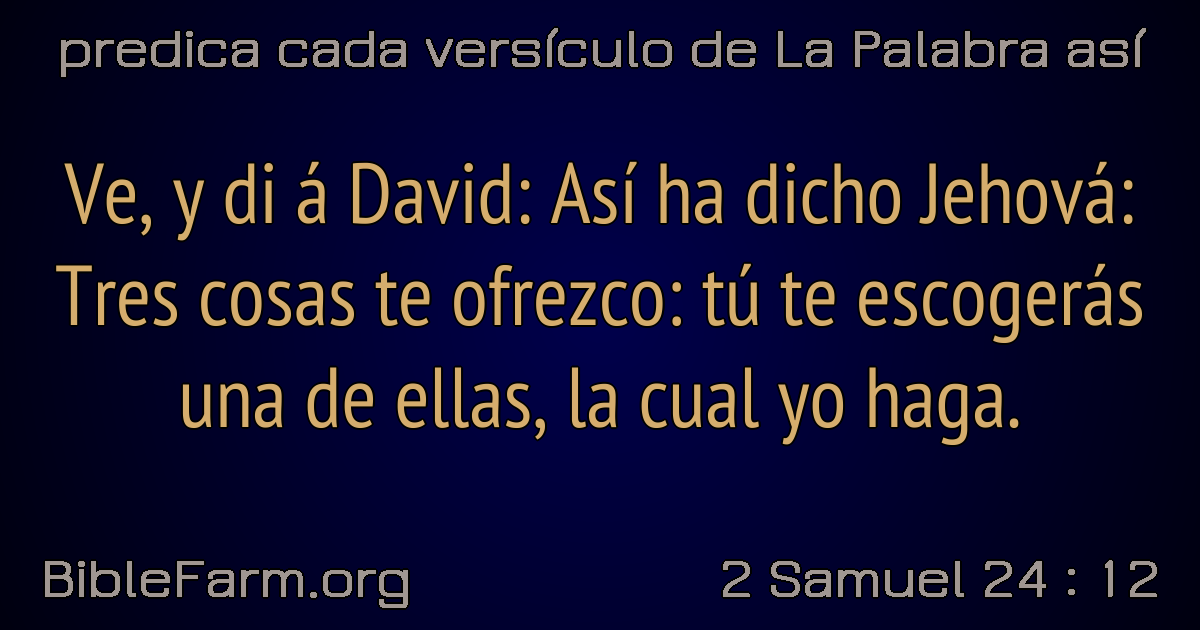 predica cada versículo de La Palabra así
Ve, y di á David: Así ha dicho Jehová:
Tres cosas te ofrezco: tú te escogerás
una de ellas, la cual yo haga.
BibleFarm.org
2 Samuel 24 : 12